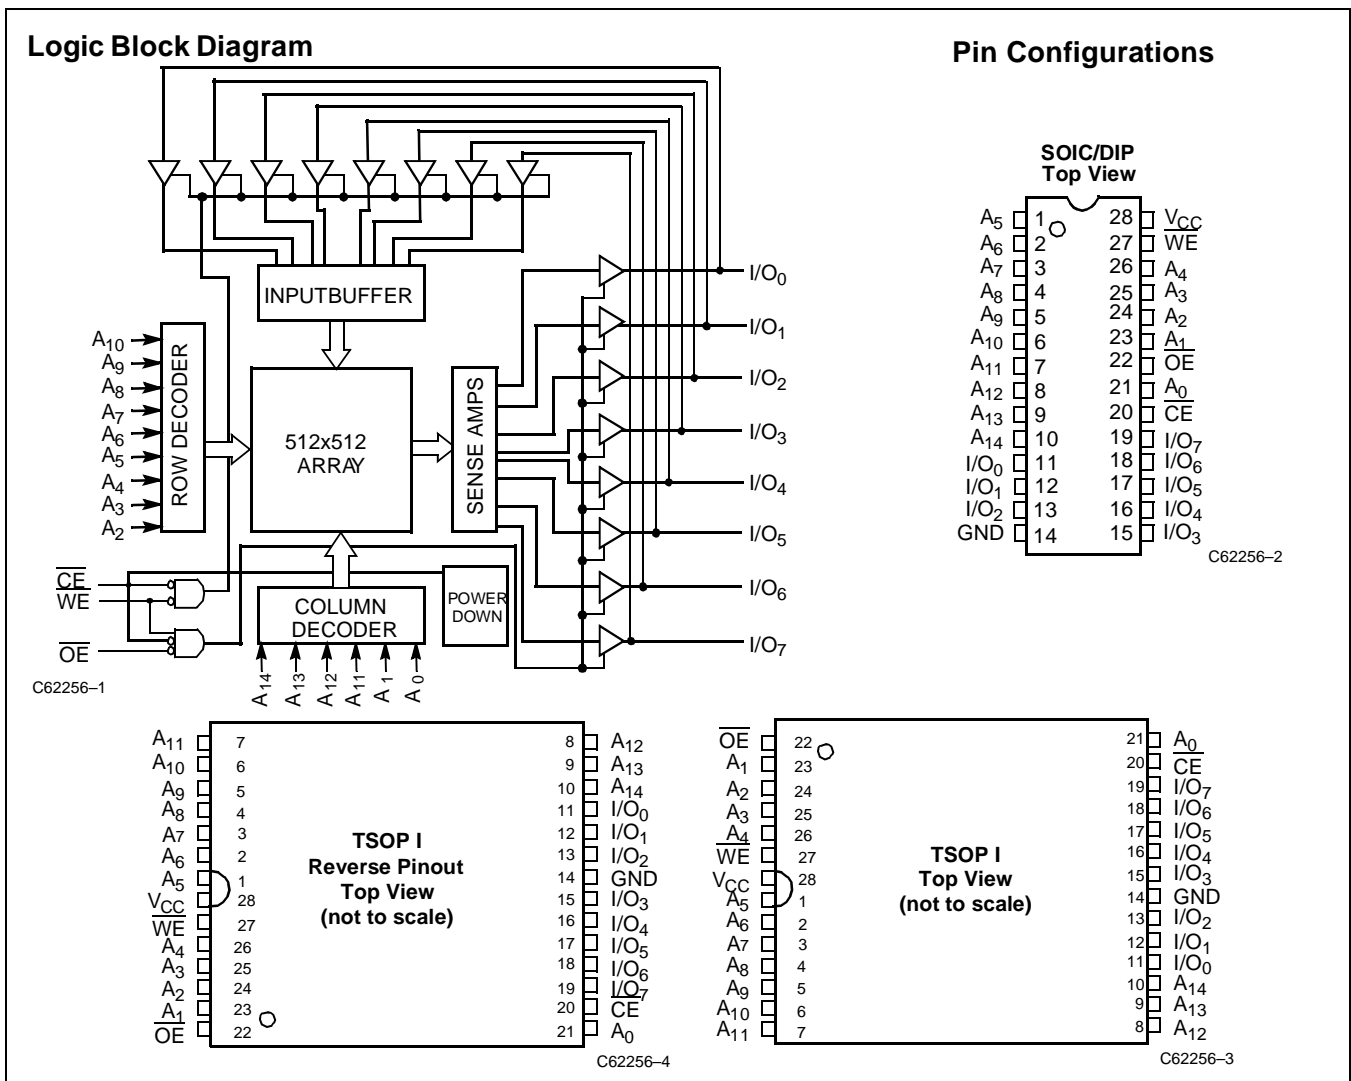 Logic Block Diagram
Pin Configurations
INPUTBUFFER
A10
A9
A8
A7
A6
A5
A4
A3
A2
ROW DECODER
512x512
ARRAY
SENSE AMPS
I/O0
I/O1
I/O2
I/O3
I/O4
I/O5
I/O6
I/O7
CE
WE
OE
COLUMN
DECODER
POWER
DOWN
A14
A13
A12
A11
A1
A0
C62256–1
SOIC/DIP
Top View
A5 1 28 VCC
A6 2 27 WE
A7 3 26 A4
A8 4 25 A3
A9 5 24 A2
A10 6 23 A1
A11 7 22 OE
A12 8 21 A0
A13 9 20 CE
A14 10 19 I/O7
I/O0 11 18 I/O6
I/O1 12 17 I/O5
I/O2 13 16 I/O4
GND 14 15 I/O3
C62256–2
A11 7 8 A12
A10 6 9 A13
A9 5 10 A14
A8 4 11 I/O0
A7 3 12 I/O1
A6 2 13 I/O2
A5 1 14 GND
VCC 28 15 I/O3
WE 27 16 I/O4
A4 26 17 I/O5
A3 25 18 I/O6
A2 24 19 I/O7
A1 23 20 CE
OE 22 21 A0
TSOP I
Reverse Pinout
Top View
(not to scale)
C62256–4
OE 22 21 A0
A1 23 20 CE
A2 24 19 I/O7
A3 25 18 I/O6
A4 26 17 I/O5
WE 27 16 I/O4
VCC 28 15 I/O3
A5 1 14 GND
A6 2 13 I/O2
A7 3 12 I/O1
A8 4 11 I/O0
A9 5 10 A14
A10 6 9 A13
A11 7 8 A12
TSOP I
Top View
(not to scale)
C62256–3